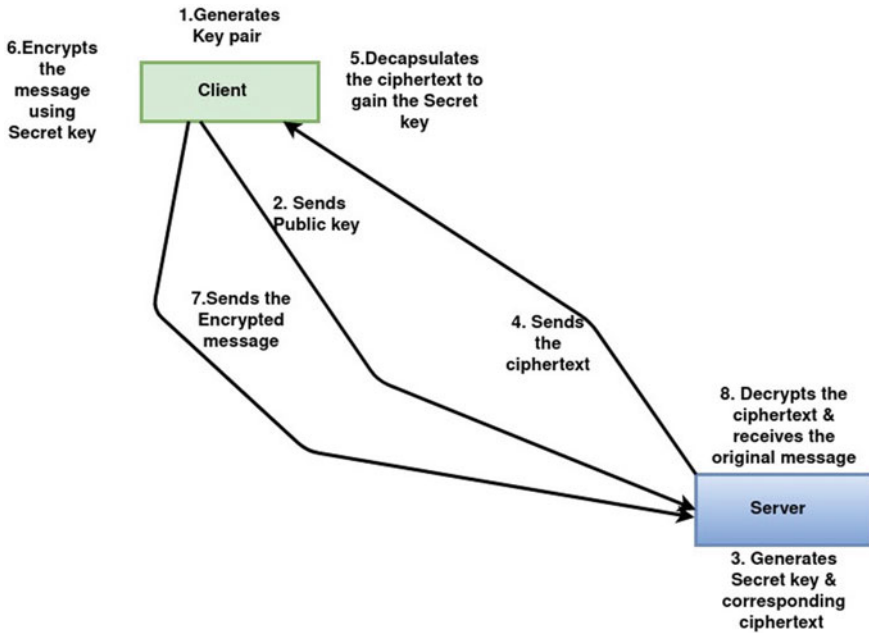 1.Generates
Key pair
6.Encrypts
the
message
using
Secret key
Client
5.Decapsulates
the ciphertext to
gain the Secret
key
2. Sends
Public key
7.Sends the
Encrypted
message
4. Sends
the
ciphertext
8. Decrypts the
ciphertext &
receives the
original message
Server
3. Generates
Secret key &
corresponding
ciphertext